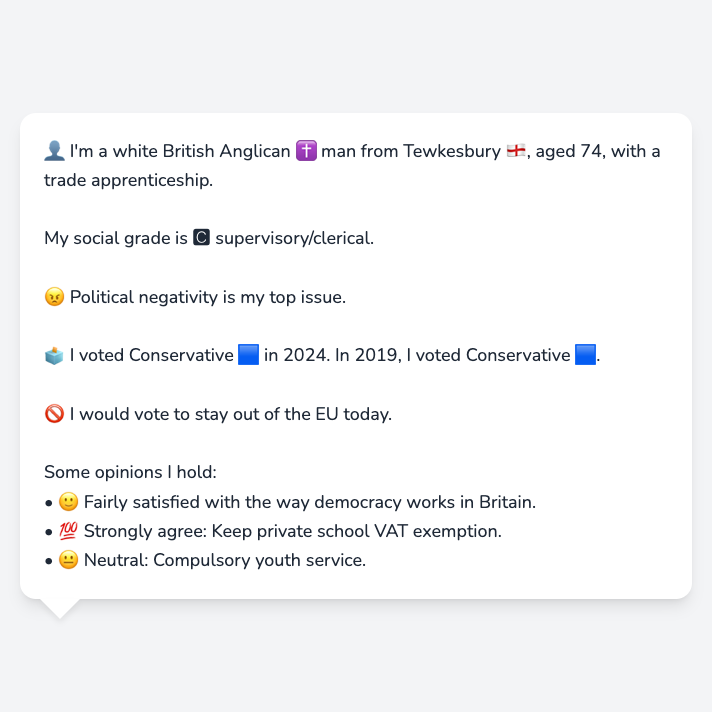 👤 I'm a white British Anglican ✝️ man from Tewkesbury 🏴󠁧󠁢󠁥󠁮󠁧󠁿, aged 74, with a
trade apprenticeship.
My social grade is 🅲 supervisory/clerical.
😠 Political negativity is my top issue.
🗳️ I voted Conservative 🟦 in 2024. In 2019, I voted Conservative 🟦.
🚫 I would vote to stay out of the EU today.
Some opinions I hold:
• 🙂 Fairly satisfied with the way democracy works in Britain.
• 💯 Strongly agree: Keep private school VAT exemption.
• 😐 Neutral: Compulsory youth service.